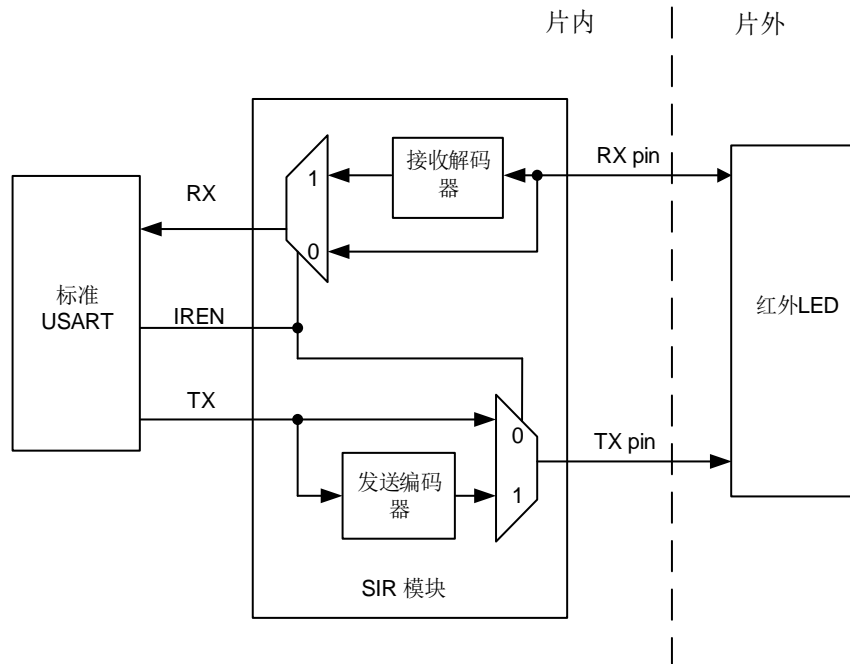 片内
片外
接收解码
器
RX pin
1
RX
0
标准
USART
IREN
红外LED
TX
0
TX pin
发送编码
器
1
SIR 模块